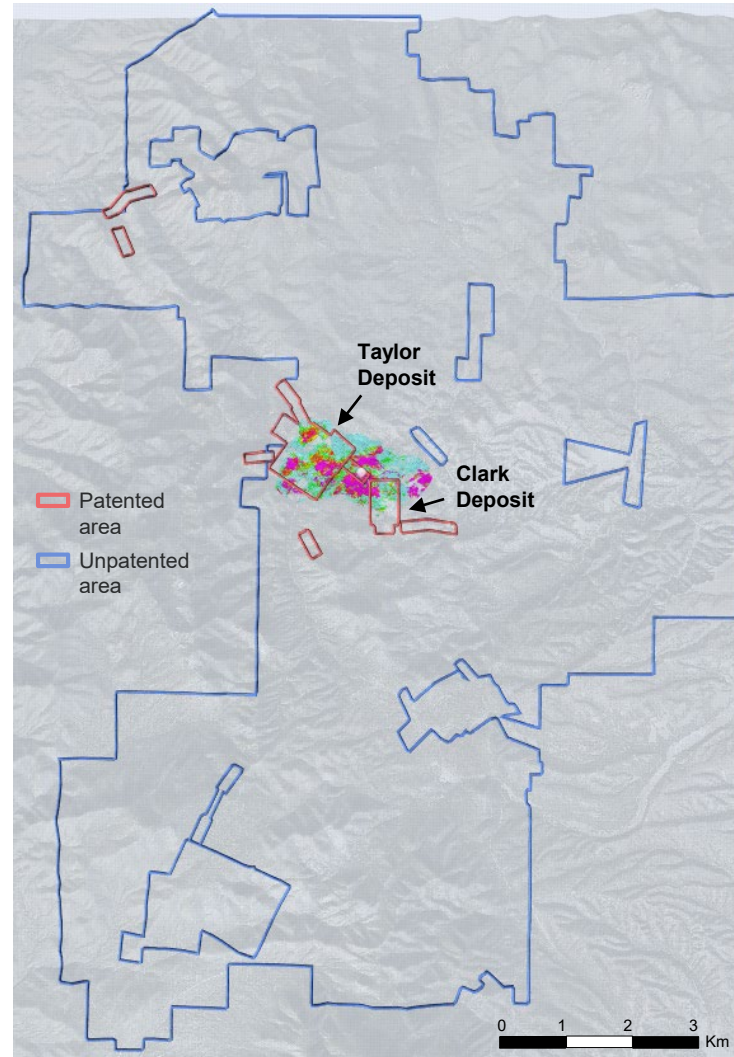 Taylor
Deposit
Clark
Deposit
Patented
area
Unpatented
area
0 1 2 3
Km